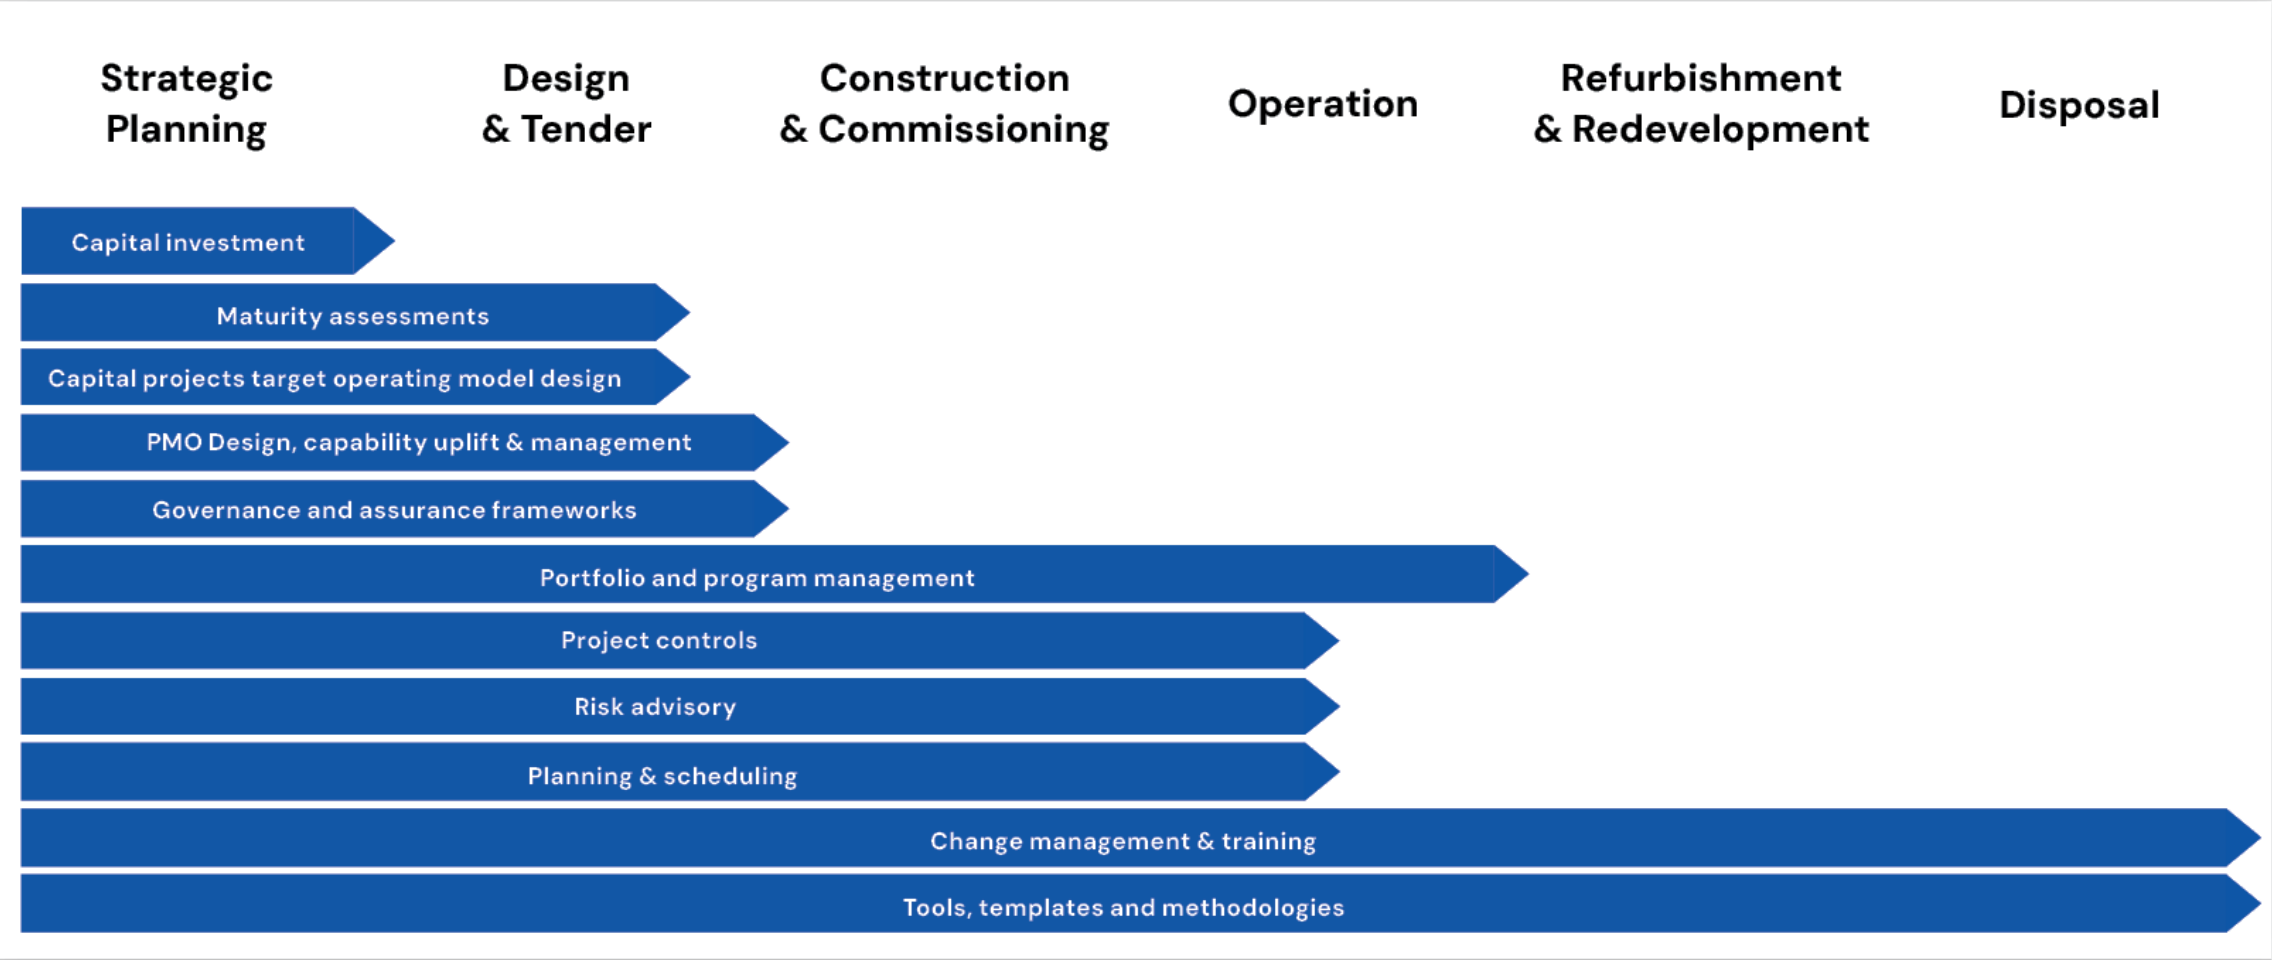 Strategic
Planning
Design
& Tender
Construction
& Commissioning
Operation
Refurbishment
& Redevelopment
Disposal
Capital investment
Maturity assessments
Capital projects target operating model design
PMO Design, capability uplift & management
Governance and assurance frameworks
Portfolio and program management
Project controls
Risk advisory
Planning & scheduling
Change management & training
Tools, templates and methodologies